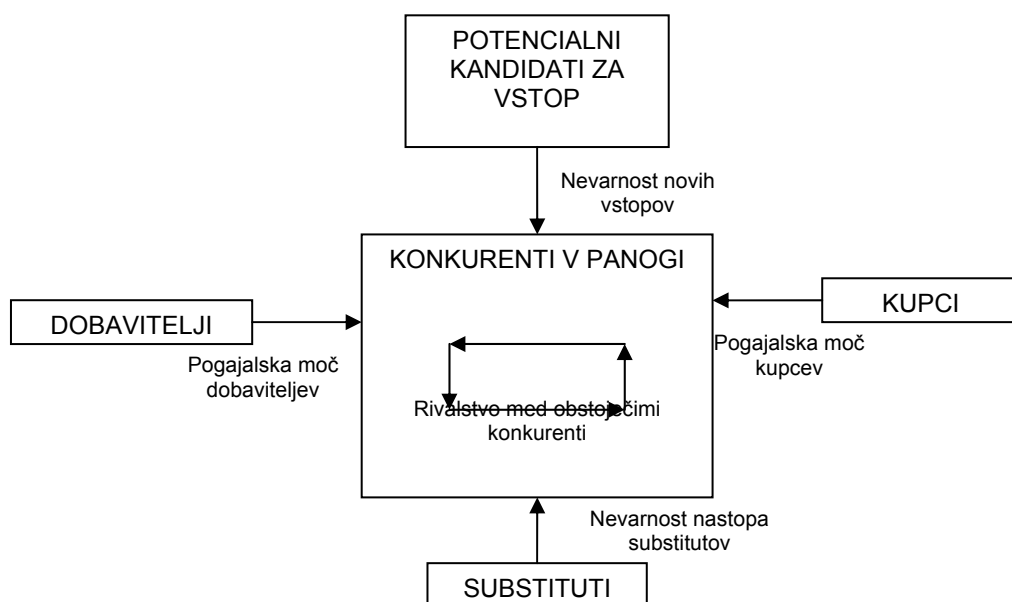 POTENCIALNI
KANDIDATI ZA
VSTOP
Nevarnost novih
vstopov
KONKURENTI V PANOGI
DOBAVITELJI
KUPCI
Pogajalska moč
dobaviteljev
Pogajalska moč
kupcev
Rivalstvo med obstoječimi
konkurenti
Nevarnost nastopa
substitutov
SUBSTITUTI